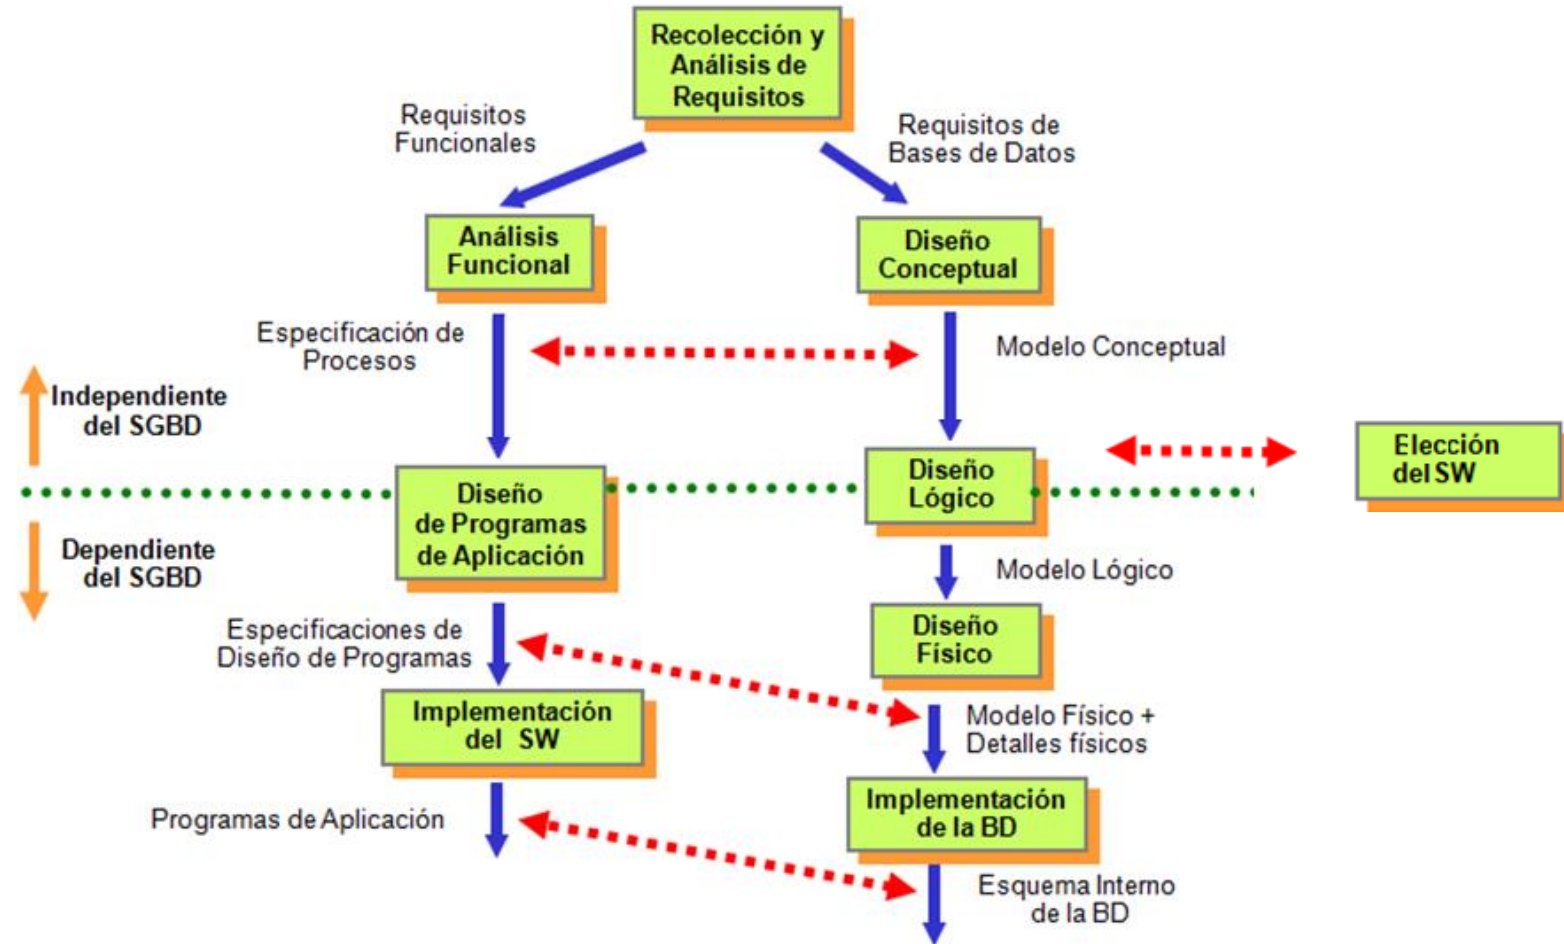 Recolección y
Análisis de
Requisitos
Requisitos
Funcionales
Requisitos de
Bases de Datos
Análisis
Funcional
Diseño
Conceptual
Especificación de
Procesos
Modelo Conceptual
Independiente
del SGBD
Elección
del SW
Diseño
Lógico
Diseño
de Programas
de Aplicación
Dependiente
del SGBD
Modelo Lógico
Especificaciones de
Diseño de Programas
Diseño
Físico
Implementación
del SW
Modelo Físico +
Detalles físicos
Programas de Aplicación
Implementación
de la BD
Esquema Interno
de la BD